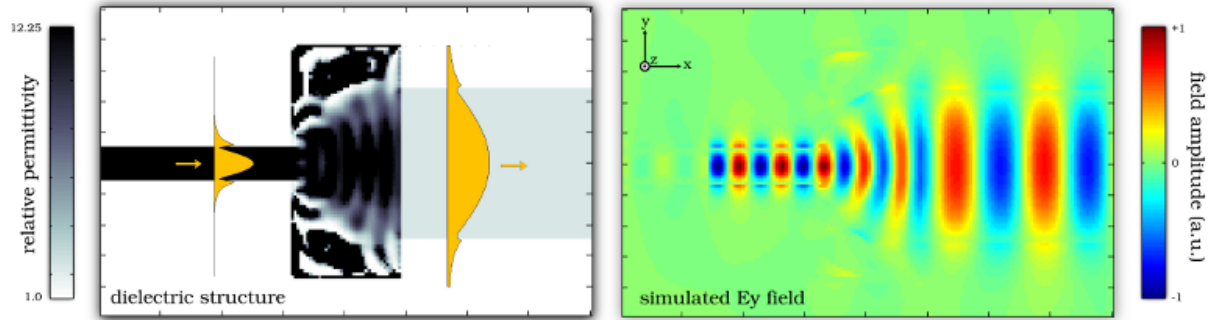 12.25
relative permittivity
1.0
dielectric structure
y
z
x
simulated Ey field
+1
0
-1
field amplitude (a.u.)